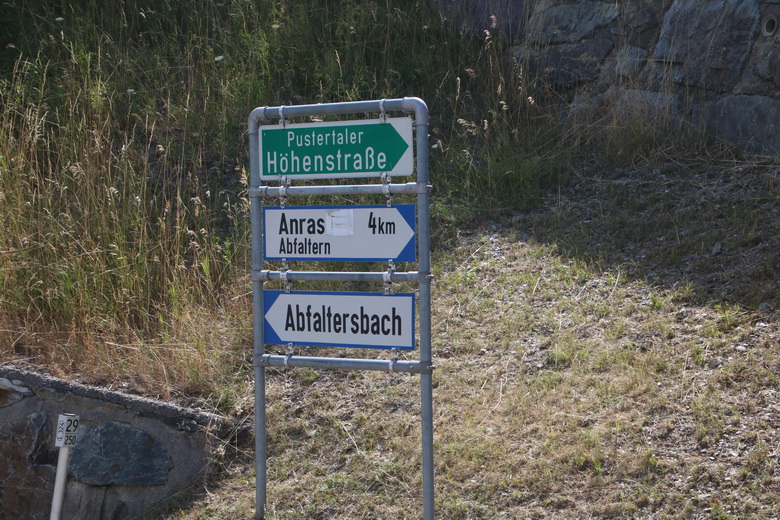 Pustertaler
Höhenstraße
Anras 4km
Abfaltern
Abfaltersbach
29
250